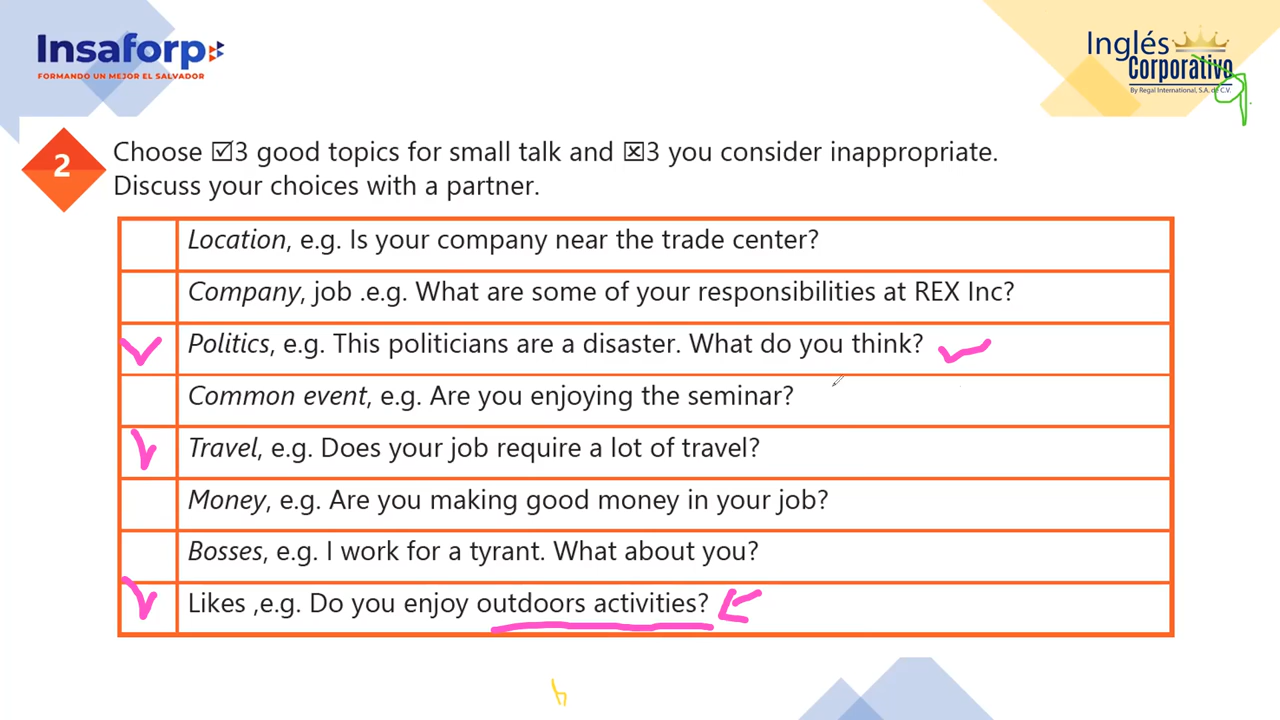 Insaforp
FORMANDO UN MEJOR EL SALVADOR
Inglés
Corporativo
By Regal International, S.A. de C.V.
2
Choose ☑3 good topics for small talk and ☒3 you consider inappropriate.
Discuss your choices with a partner.
Location, e.g. Is your company near the trade center?
Company, job .e.g. What are some of your responsibilities at REX Inc?
Politics, e.g. This politicians are a disaster. What do you think?
Common event, e.g. Are you enjoying the seminar?
Travel, e.g. Does your job require a lot of travel?
Money, e.g. Are you making good money in your job?
Bosses, e.g. I work for a tyrant. What about you?
Likes ,e.g. Do you enjoy outdoors activities?